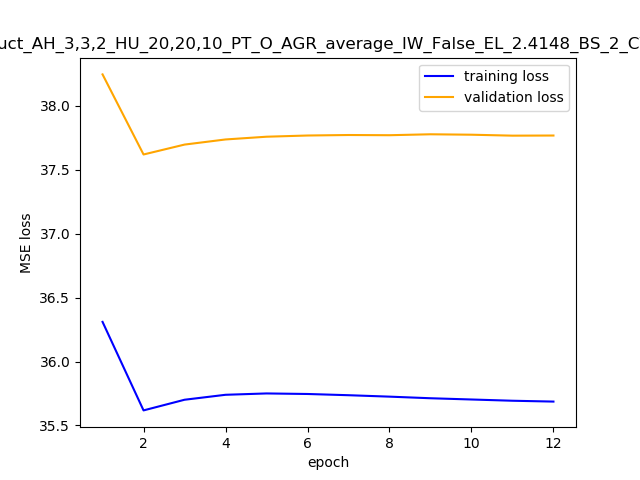 uct_AH_3,3,2_HU_20,20,10_PT_O_AGR_average_IW_False_EL_2.4148_BS_2_C
training loss
validation loss
38.0
37.5
37.0
36.5
36.0
35.5
MSE loss
2 4 6 8 10 12
epoch